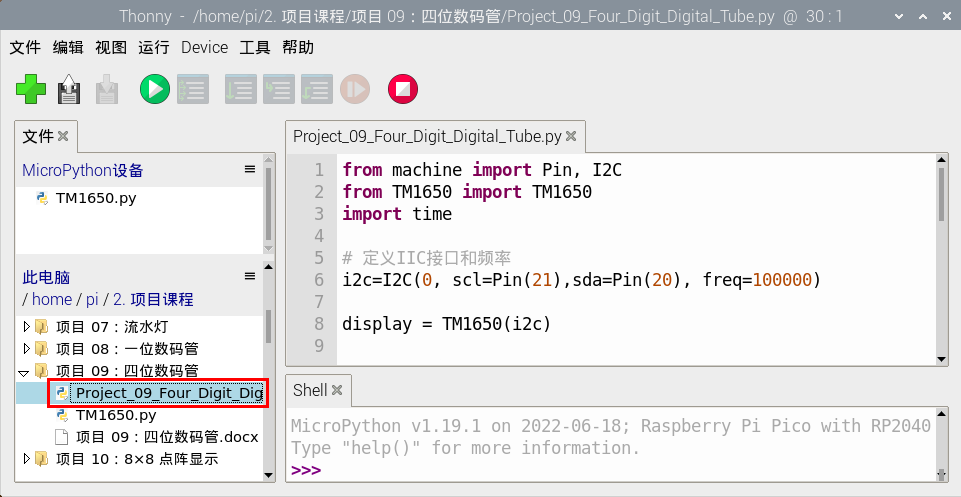 Thonny - /home/pi/2. 项目课程/项目 09：四位数码管/Project_09_Four_Digit_Digital_Tube.py @ 30 : 1
文件 编辑 视图 运行 Device 工具 帮助
文件
MicroPython设备
TM1650.py
此电脑
/ home / pi / 2. 项目课程
项目 07：流水灯
项目 08：一位数码管
项目 09：四位数码管
Project_09_Four_Digit_Dig
TM1650.py
项目 09：四位数码管.docx
项目 10：8×8 点阵显示
Project_09_Four_Digit_Digital_Tube.py
1 from machine import Pin, I2C
2 from TM1650 import TM1650
3 import time
4
5 # 定义IIC接口和频率
6 i2c=I2C(0, scl=Pin(21),sda=Pin(20), freq=100000)
7
8 display = TM1650(i2c)
9
Shell
MicroPython v1.19.1 on 2022-06-18; Raspberry Pi Pico with RP2040
Type "help()" for more information.
>>>